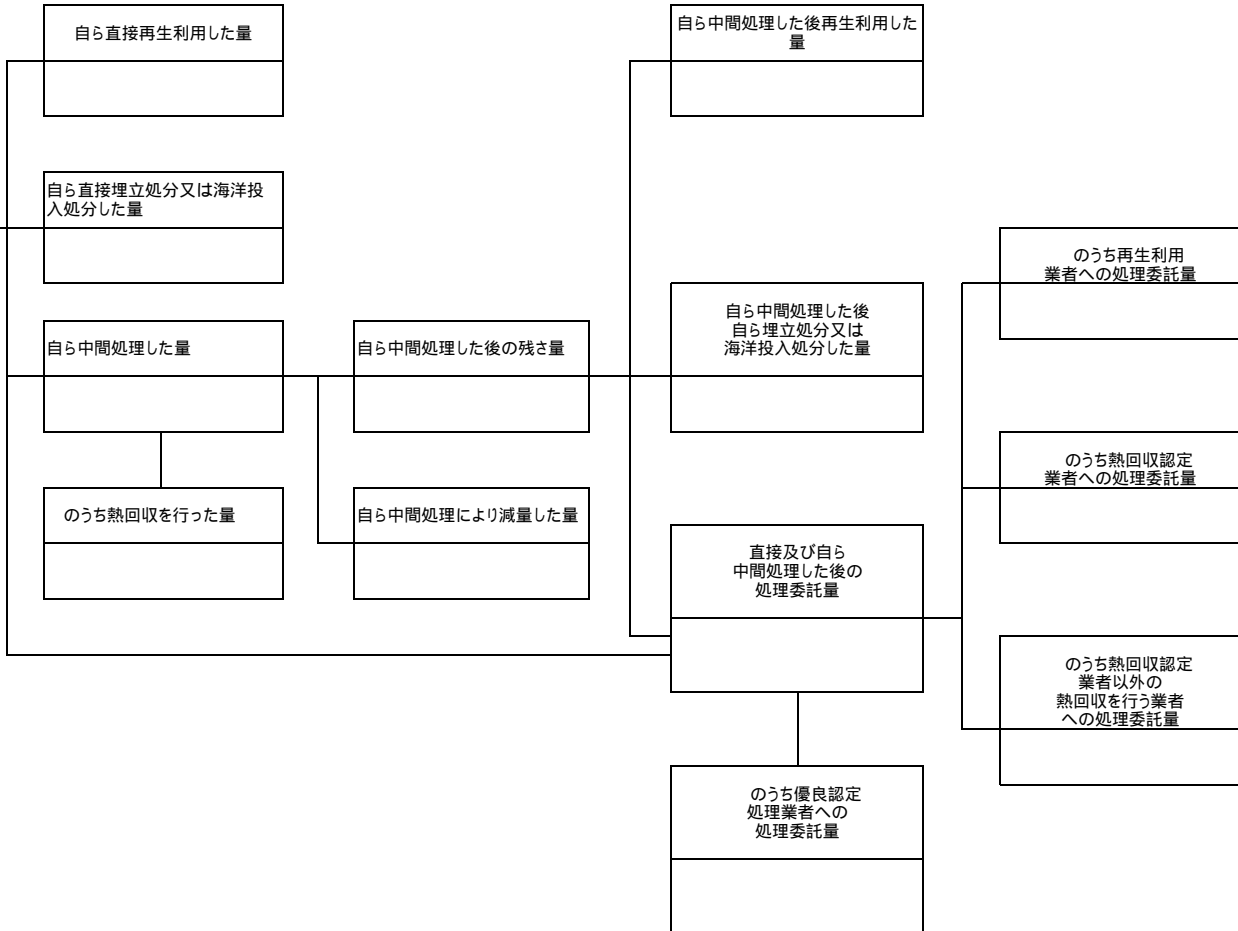 自ら直接再生利用した量
自ら中間処理した後再生利用した
量
自ら直接埋立処分又は海洋投
入処分した量
のうち再生利用
業者への処理委託量
自ら中間処理した量
自ら中間処理した後の残さ量
自ら中間処理した後
自ら埋立処分又は
海洋投入処分した量
のうち熱回収認定
業者への処理委託量
のうち熱回収を行った量
自ら中間処理により減量した量
直接及び自ら
中間処理した後の
処理委託量
のうち熱回収認定
業者以外の
熱回収を行う業者
への処理委託量
のうち優良認定
処理業者への
処理委託量